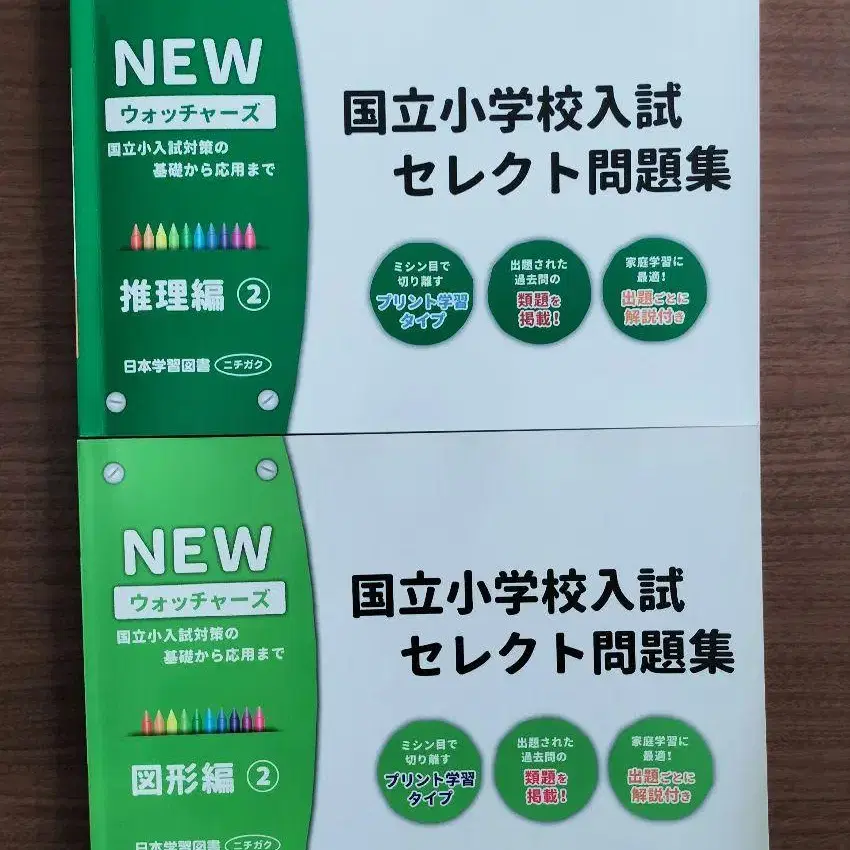 NEW
ウォッチャーズ
国立小入試対策の
基礎から応用まで
推理編 ②
日本学習図書 ニチガク
国立小学校入試
セレクト問題集
ミシン目で
切り離す
プリント学習
タイプ
出題された
過去問の
類題を
掲載!
家庭学習に
最適!
出題ごとに
解説付き
NEW
ウォッチャーズ
国立小入試対策の
基礎から応用まで
図形編 ②
日本学習図書 ニチガク
国立小学校入試
セレクト問題集
ミシン目で
切り離す
プリント学習
タイプ
出題された
過去問の
類題を
掲載!
家庭学習に
最適!
出題ごとに
解説付き